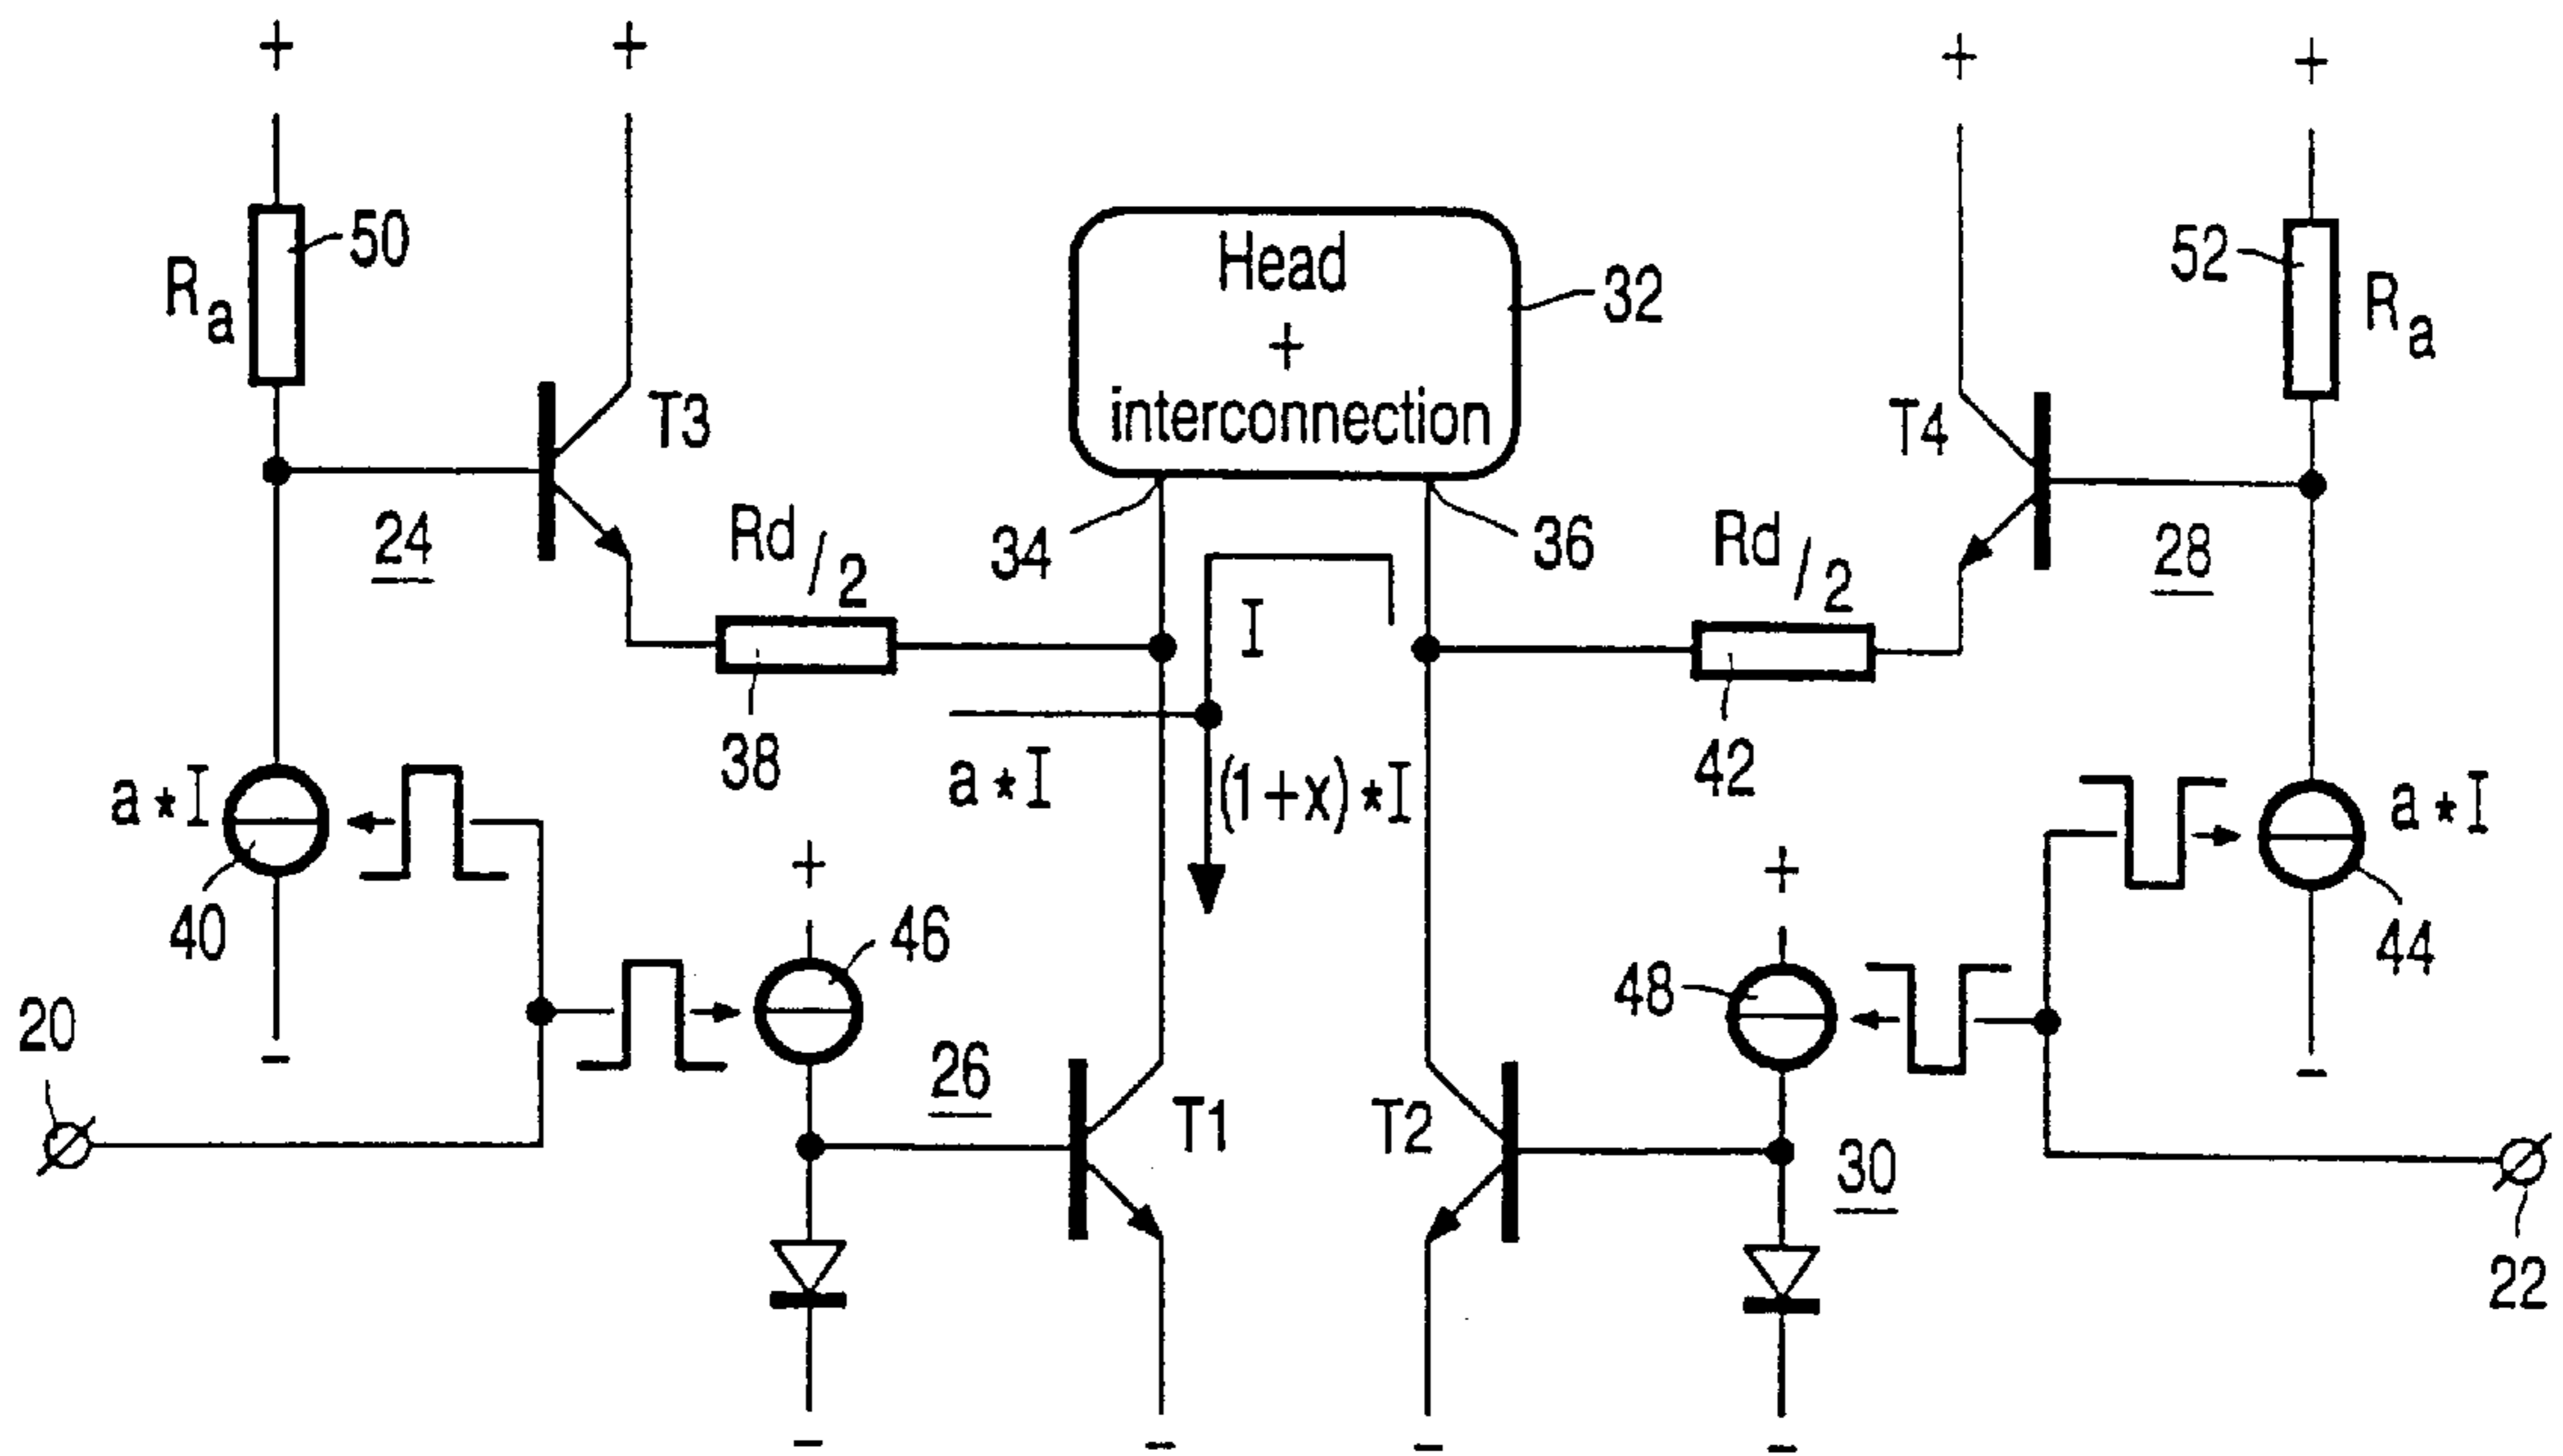 + + + +
50
Ra
T3
24
Rd/2
38
Head
+
interconnection
32
34
36
I
a*I
(1+x)*I
T4
52
Ra
28
Rd/2
42
a*I
40
20
+
46
26
T1
T2
+
48
30
a*I
44
22
- - - - - -